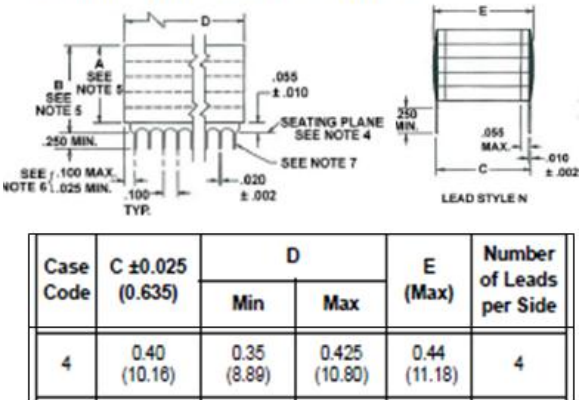 D
E
A
SEE
NOTE 5
B
SEE
NOTE 5
.055
± .010
SEATING PLANE
SEE NOTE 4
.250 MIN.
SEE NOTE 7
SEE
NOTE 6
.100 MAX.
.025 MIN.
.100
TYP.
.020
± .002
.250
MIN.
.055
MAX.
.010
± .002
C
LEAD STYLE N
Case Code C ±0.025 (0.635) D E (Max) Number of Leads per Side
Min Max
4 0.40 0.35 0.425 0.44 4
(10.16) (8.89) (10.80) (11.18)